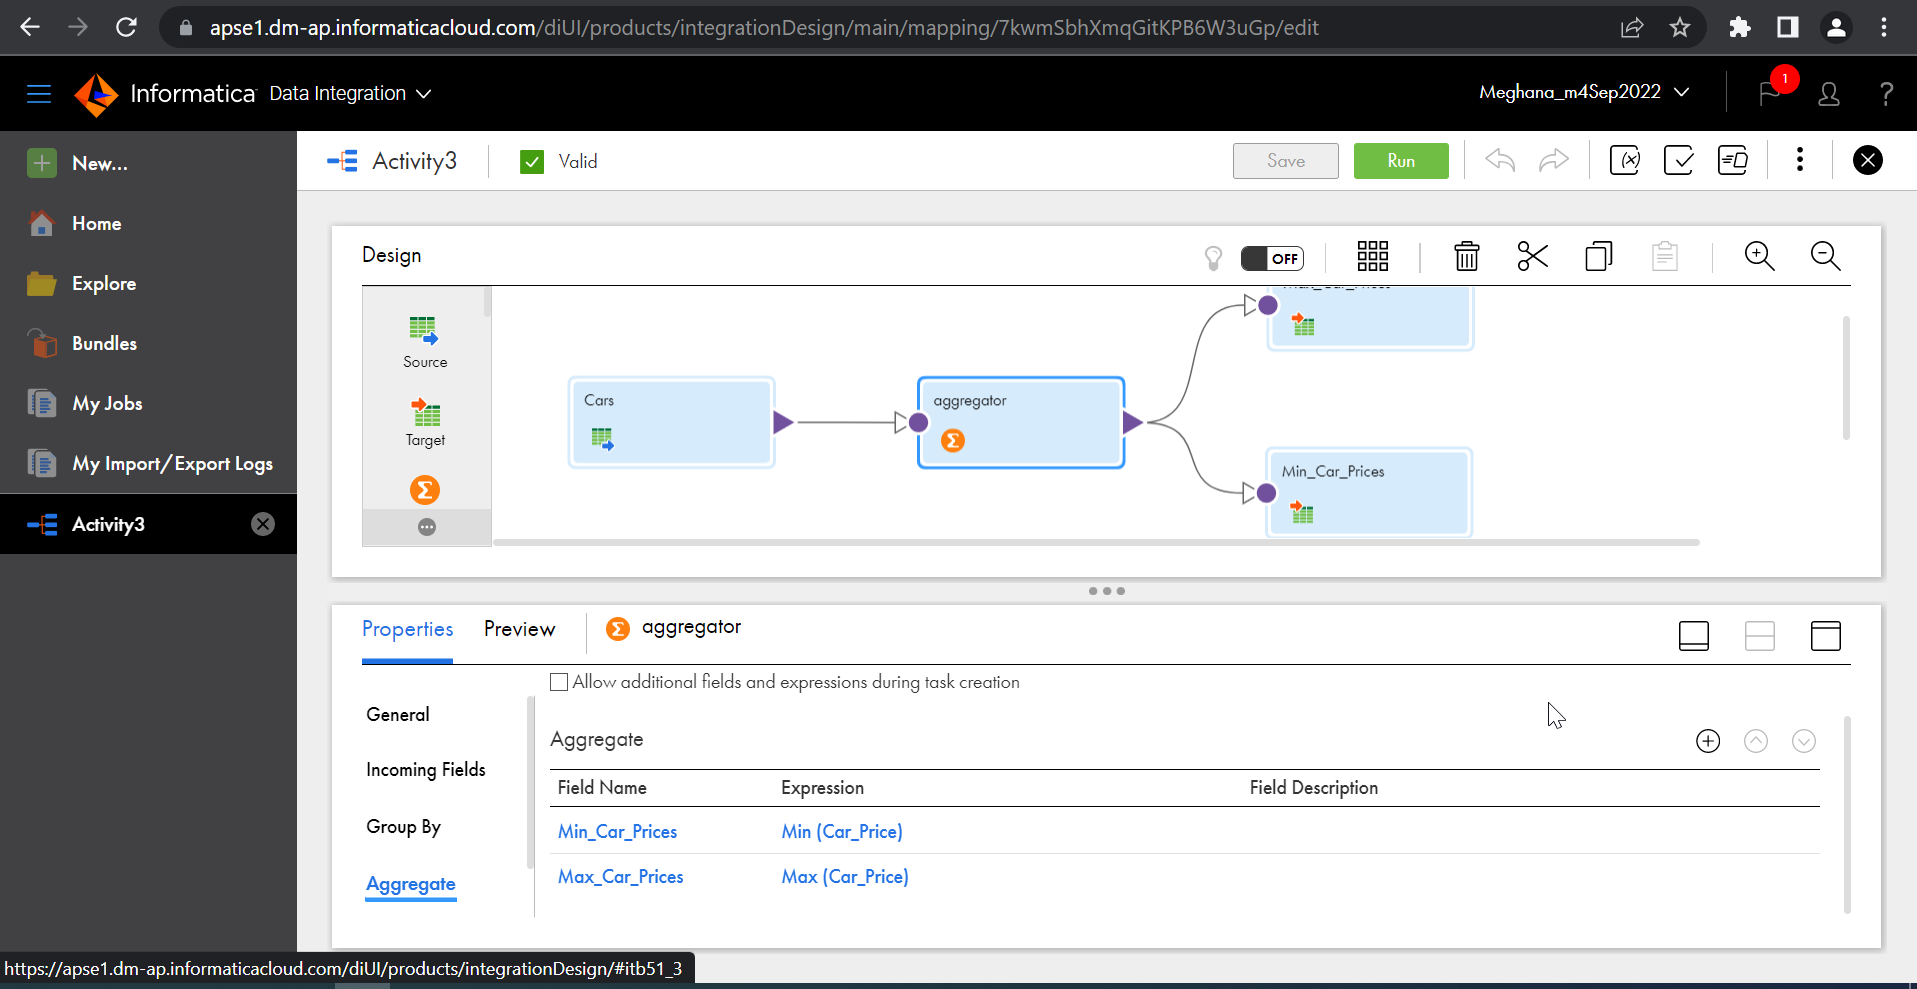 apse1.dm-ap.informaticacloud.com/diUI/products/integrationDesign/main/mapping/7kwmSbhXmqGitKPB6W3uGp/edit
Informatica Data Integration
Meghana_m4Sep2022
1
?
New...
Home
Explore
Bundles
My Jobs
My Import/Export Logs
Activity3
Activity3
Valid
Save
Run
(x)
Design
OFF
Source
Target
Cars
aggregator
Max_Car_Prices
Min_Car_Prices
Properties
Preview
aggregator
General
Incoming Fields
Group By
Aggregate
Allow additional fields and expressions during task creation
Aggregate
Field Name Expression Field Description
Min_Car_Prices Min (Car_Price)
Max_Car_Prices Max (Car_Price)
https://apse1.dm-ap.informaticacloud.com/diUI/products/integrationDesign/#itb51_3